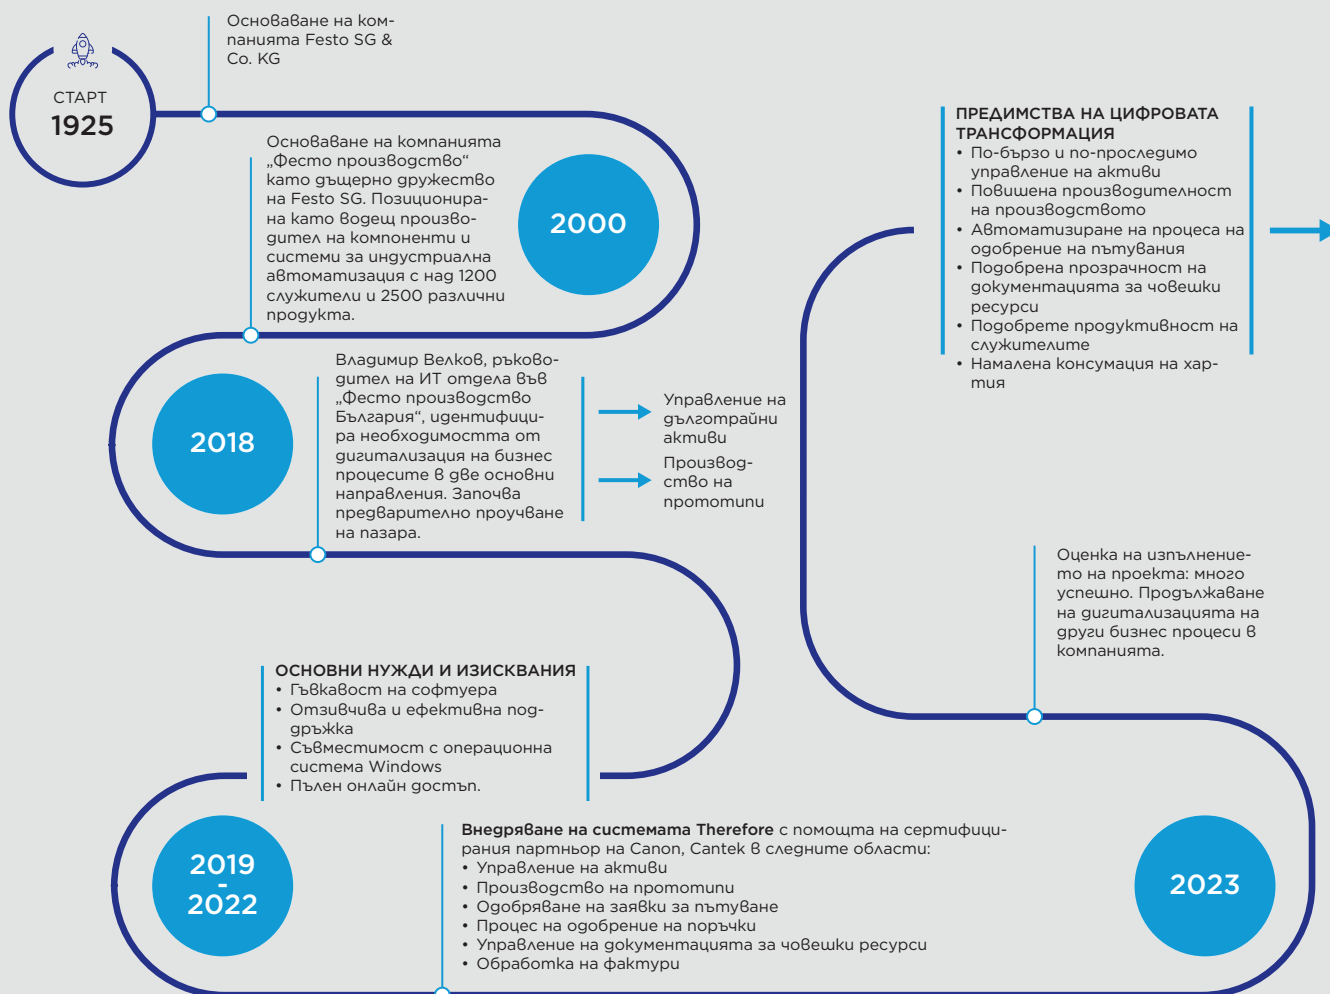 СТАРТ
1925
Основаване на ком-
панията Festo SG &
Co. KG
Основаване на компанията
„Фесто производство“
като дъщерно дружество
на Festo SG. Позиционира-
на като водещ произво-
дител на компоненти и
системи за индустриална
автоматизация с над 1200
служители и 2500 различни
продукта.
2000
2018
Владимир Велков, ръково-
дител на ИТ отдела във
„Фесто производство
България“, идентифици-
ра необходимостта от
дигитализация на бизнес
процесите в две основни
направления. Започва
предварително проучване
на пазара.
Управление на
дълготрайни
активи
Производ-
ство на
прототипи
ОСНОВНИ НУЖДИ И ИЗИСКВАНИЯ
• Гъвкавост на софтуера
• Отзивчива и ефективна под-
дръжка
• Съвместимост с операционна
система Windows
• Пълен онлайн достъп.
2019
-
2022
Внедряване на системата Therefore с помощта на сертифици-
рания партньор на Canon, Cantek в следните области:
• Управление на активи
• Производство на прототипи
• Одобряване на заявки за пътуване
• Процес на одобрение на поръчки
• Управление на документацията за човешки ресурси
• Обработка на фактури
2023
Оценка на изпълнение-
то на проекта: много
успешно. Продължаване
на дигитализацията на
други бизнес процеси в
компанията.
ПРЕДИМСТВА НА ЦИФРОВАТА
ТРАНСФОРМАЦИЯ
• По-бързо и по-проследимо
управление на активи
• Повишена производителност
на производството
• Автоматизиране на процеса на
одобрение на пътувания
• Подобрена прозрачност на
документацията за човешки
ресурси
• Подобрете продуктивност на
служителите
• Намалена консумация на хар-
тия